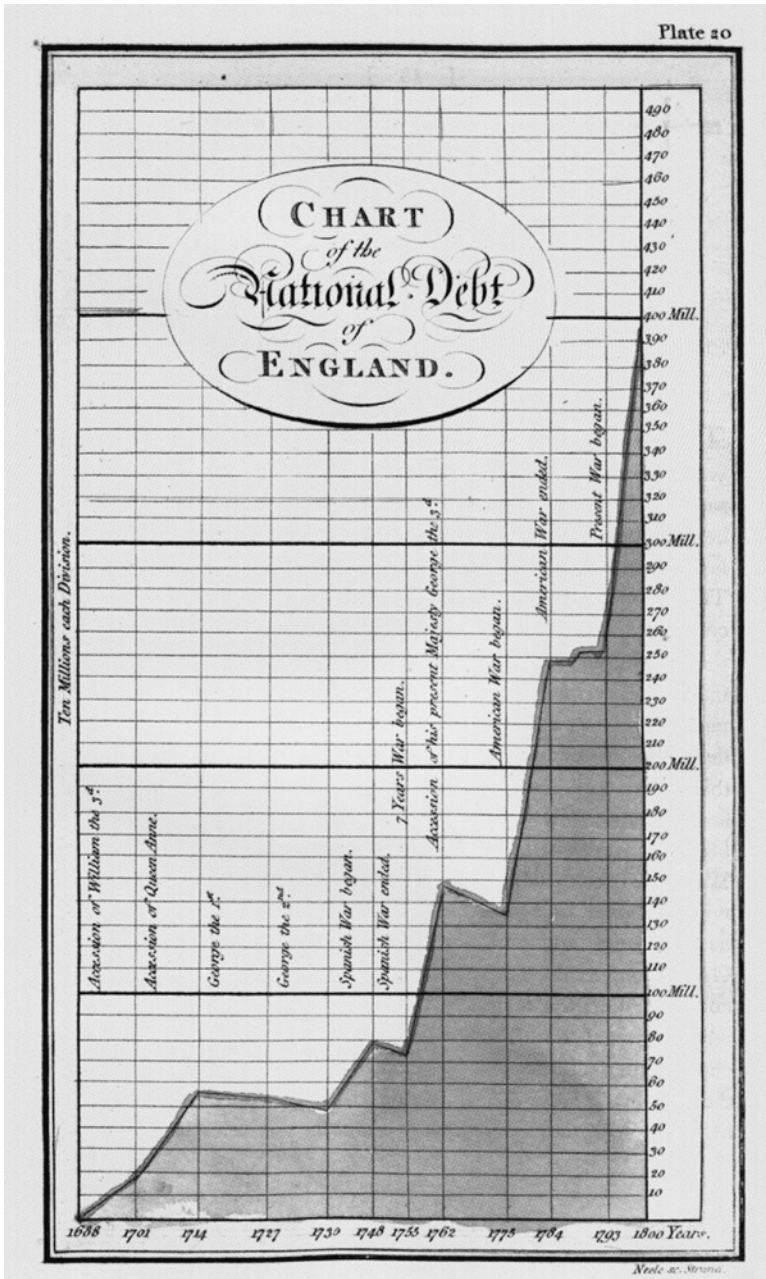 Plate 20
CHART
of the
National Debt
of
ENGLAND.
490
480
470
460
450
440
430
420
410
400 Mill.
390
380
370
360
350
340
330
320
310
300 Mill.
290
280
270
260
250
240
230
220
210
200 Mill.
190
180
170
160
150
140
130
120
110
100 Mill.
90
80
70
60
50
40
30
20
10
Ten Millions each Division.
Accession of William the 3.d
Accession of Queen Anne.
George the 1.st
George the 2.nd
Spanish War began.
Spanish War ended.
7 Years War began.
Accession of his present Majesty George the 3.d
American War began.
American War ended.
Present War began.
1688 1701 1714 1727 1739 1748 1755 1762 1775 1784 1793 1800 Years.
Neele sc. Strand.